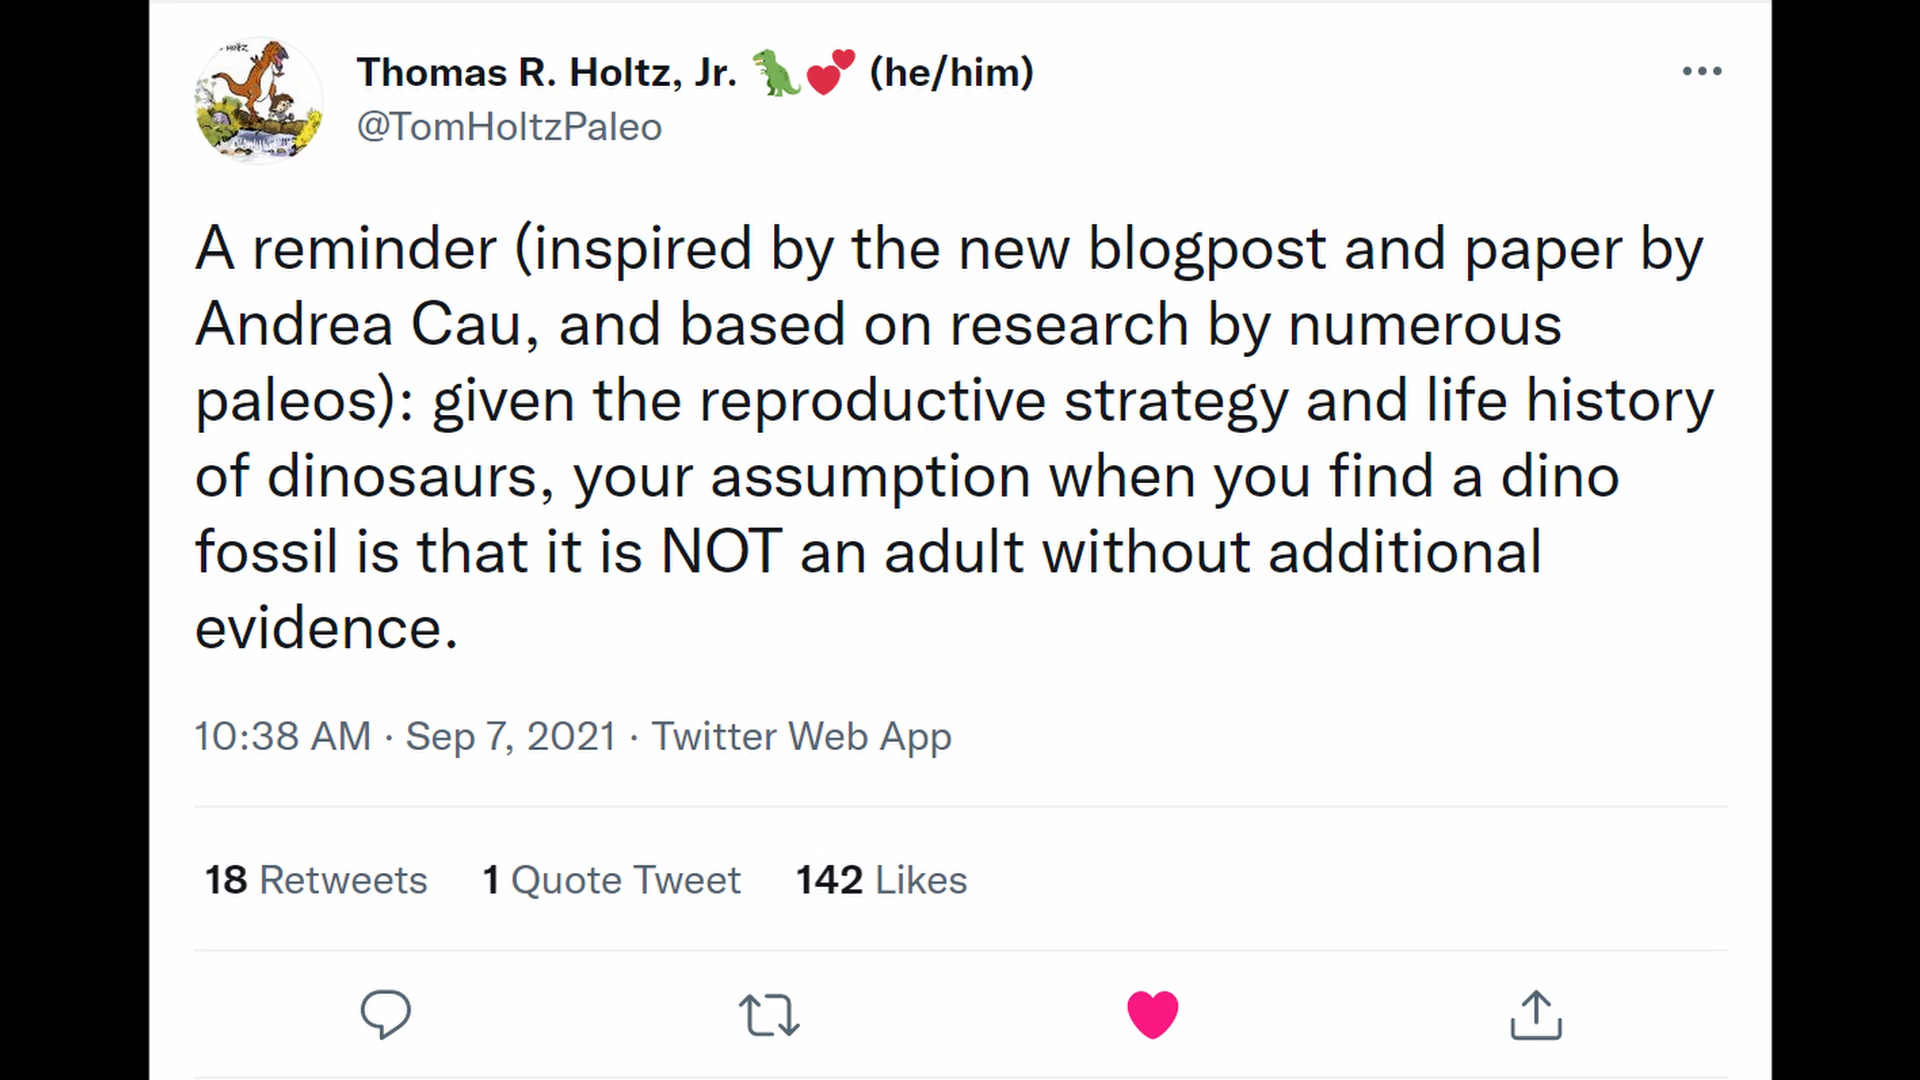 HOLTZ
Thomas R. Holtz, Jr. 🦖💕 (he/him)
@TomHoltzPaleo
A reminder (inspired by the new blogpost and paper by
Andrea Cau, and based on research by numerous
paleos): given the reproductive strategy and life history
of dinosaurs, your assumption when you find a dino
fossil is that it is NOT an adult without additional
evidence.
10:38 AM · Sep 7, 2021 · Twitter Web App
18 Retweets 1 Quote Tweet 142 Likes